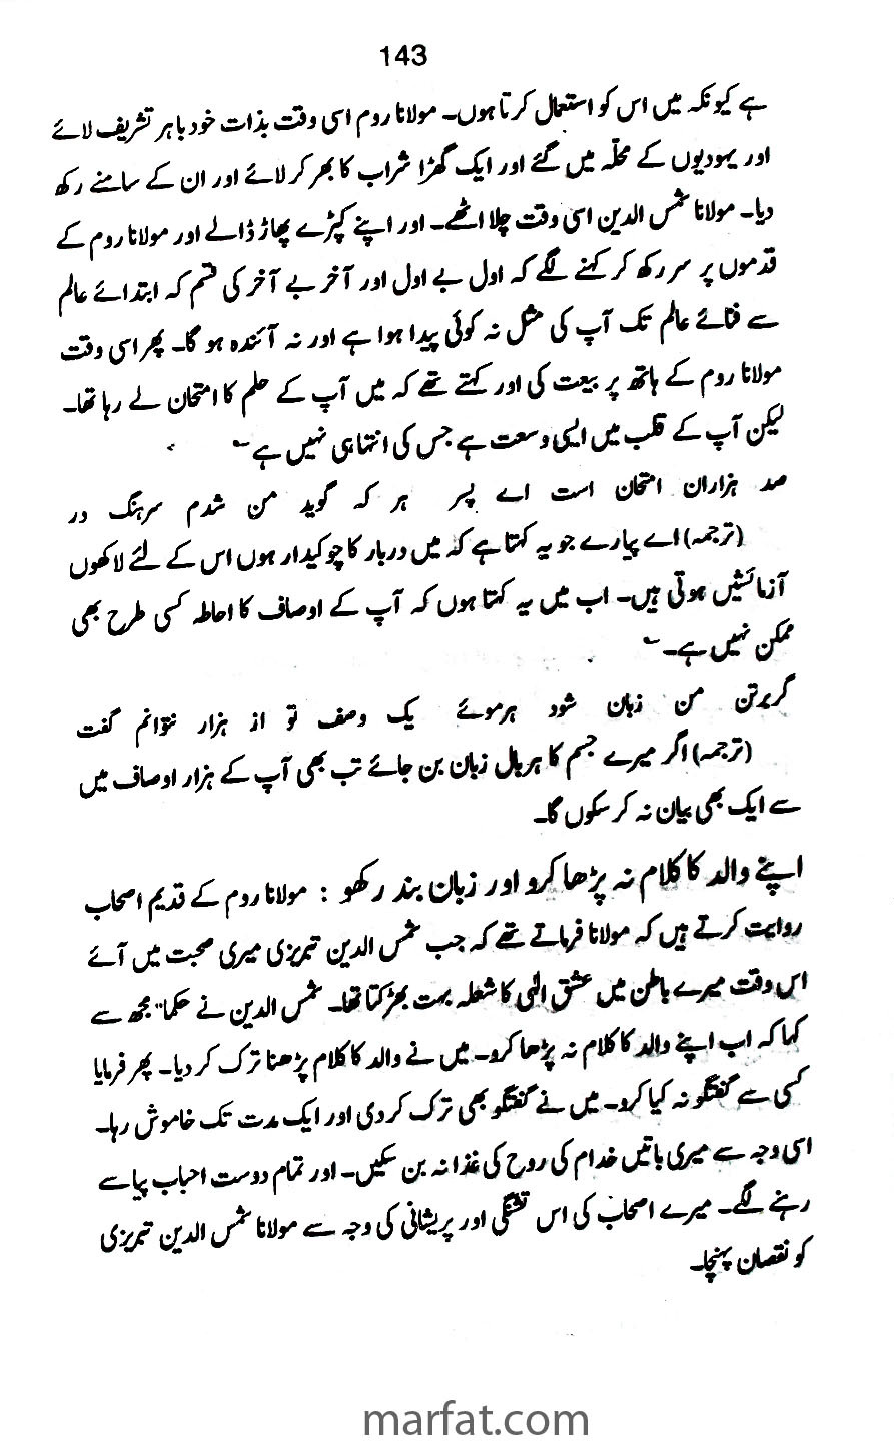 143
ہے کیونکہ میں اس کو استعمال کرتا ہوں۔ مولانا روم اسی وقت بذات خود باہر تشریف لائے
اور یہودیوں کے محلّہ میں گئے اور ایک گھڑا شراب کا بھر کر لائے اور ان کے سامنے رکھ
دیا۔ مولانا شمس الدین اسی وقت چلا اٹھے۔ اور اپنے کپڑے پھاڑ ڈالے اور مولانا روم کے
قدموں پر سر رکھ کر کہنے لگے کہ اول بے اول اور آخر بے آخر کی قسم کہ ابتدائے عالم
سے فنائے عالم تک آپ کی مثل نہ کوئی پیدا ہوا ہے اور نہ آئندہ ہو گا۔ پھر اسی وقت
مولانا روم کے ہاتھ پر بیعت کی اور کہتے تھے کہ میں آپ کے حلم کا امتحان لے رہا تھا۔
لیکن آپ کے قلب میں ایسی وسعت ہے جس کی انتہا ہی نہیں ہے ؎
صد ہزاران امتحان است اے پسر ہر کہ گوید من شدم سرہنگ در
(ترجمہ) اے پیارے جو یہ کہتا ہے کہ میں دربار کا چوکیدار ہوں اس کے لئے لاکھوں
آزمائشیں ہوتی ہیں۔ اب میں یہ کہتا ہوں کہ آپ کے اوصاف کا احاطہ کسی طرح بھی
ممکن نہیں ہے۔ ؎
گر برتن من زبان شود ہر موئے یک وصف تو از ہزار نتوانم گفت
(ترجمہ) اگر میرے جسم کا ہر بال زبان بن جائے تب بھی آپ کے ہزار اوصاف میں
سے ایک بھی بیان نہ کر سکوں گا۔
اپنے والد کا کلام نہ پڑھا کرو اور زبان بند رکھو : مولانا روم کے قدیم اصحاب
روایت کرتے ہیں کہ مولانا فرماتے تھے کہ جب شمس الدین تبریزی میری صحبت میں آئے
اس وقت میرے باطن میں عشق الٰہی کا شعلہ بہت بھڑکتا تھا۔ شمس الدین نے حکماً مجھ سے
کہا کہ اب اپنے والد کا کلام نہ پڑھا کرو۔ میں نے والد کا کلام پڑھنا ترک کر دیا۔ پھر فرمایا
کسی سے گفتگو نہ کیا کرو۔ میں نے گفتگو بھی ترک کردی اور ایک مدت تک خاموش رہا۔
اسی وجہ سے میری باتیں خدام کی روح کی غذا نہ بن سکیں۔ اور تمام دوست احباب پیاسے
رہنے لگے۔ میرے اصحاب کی اس تشنگی اور پریشانی کی وجہ سے مولانا شمس الدین تبریزی
کو نقصان پہنچا۔
marfat.com